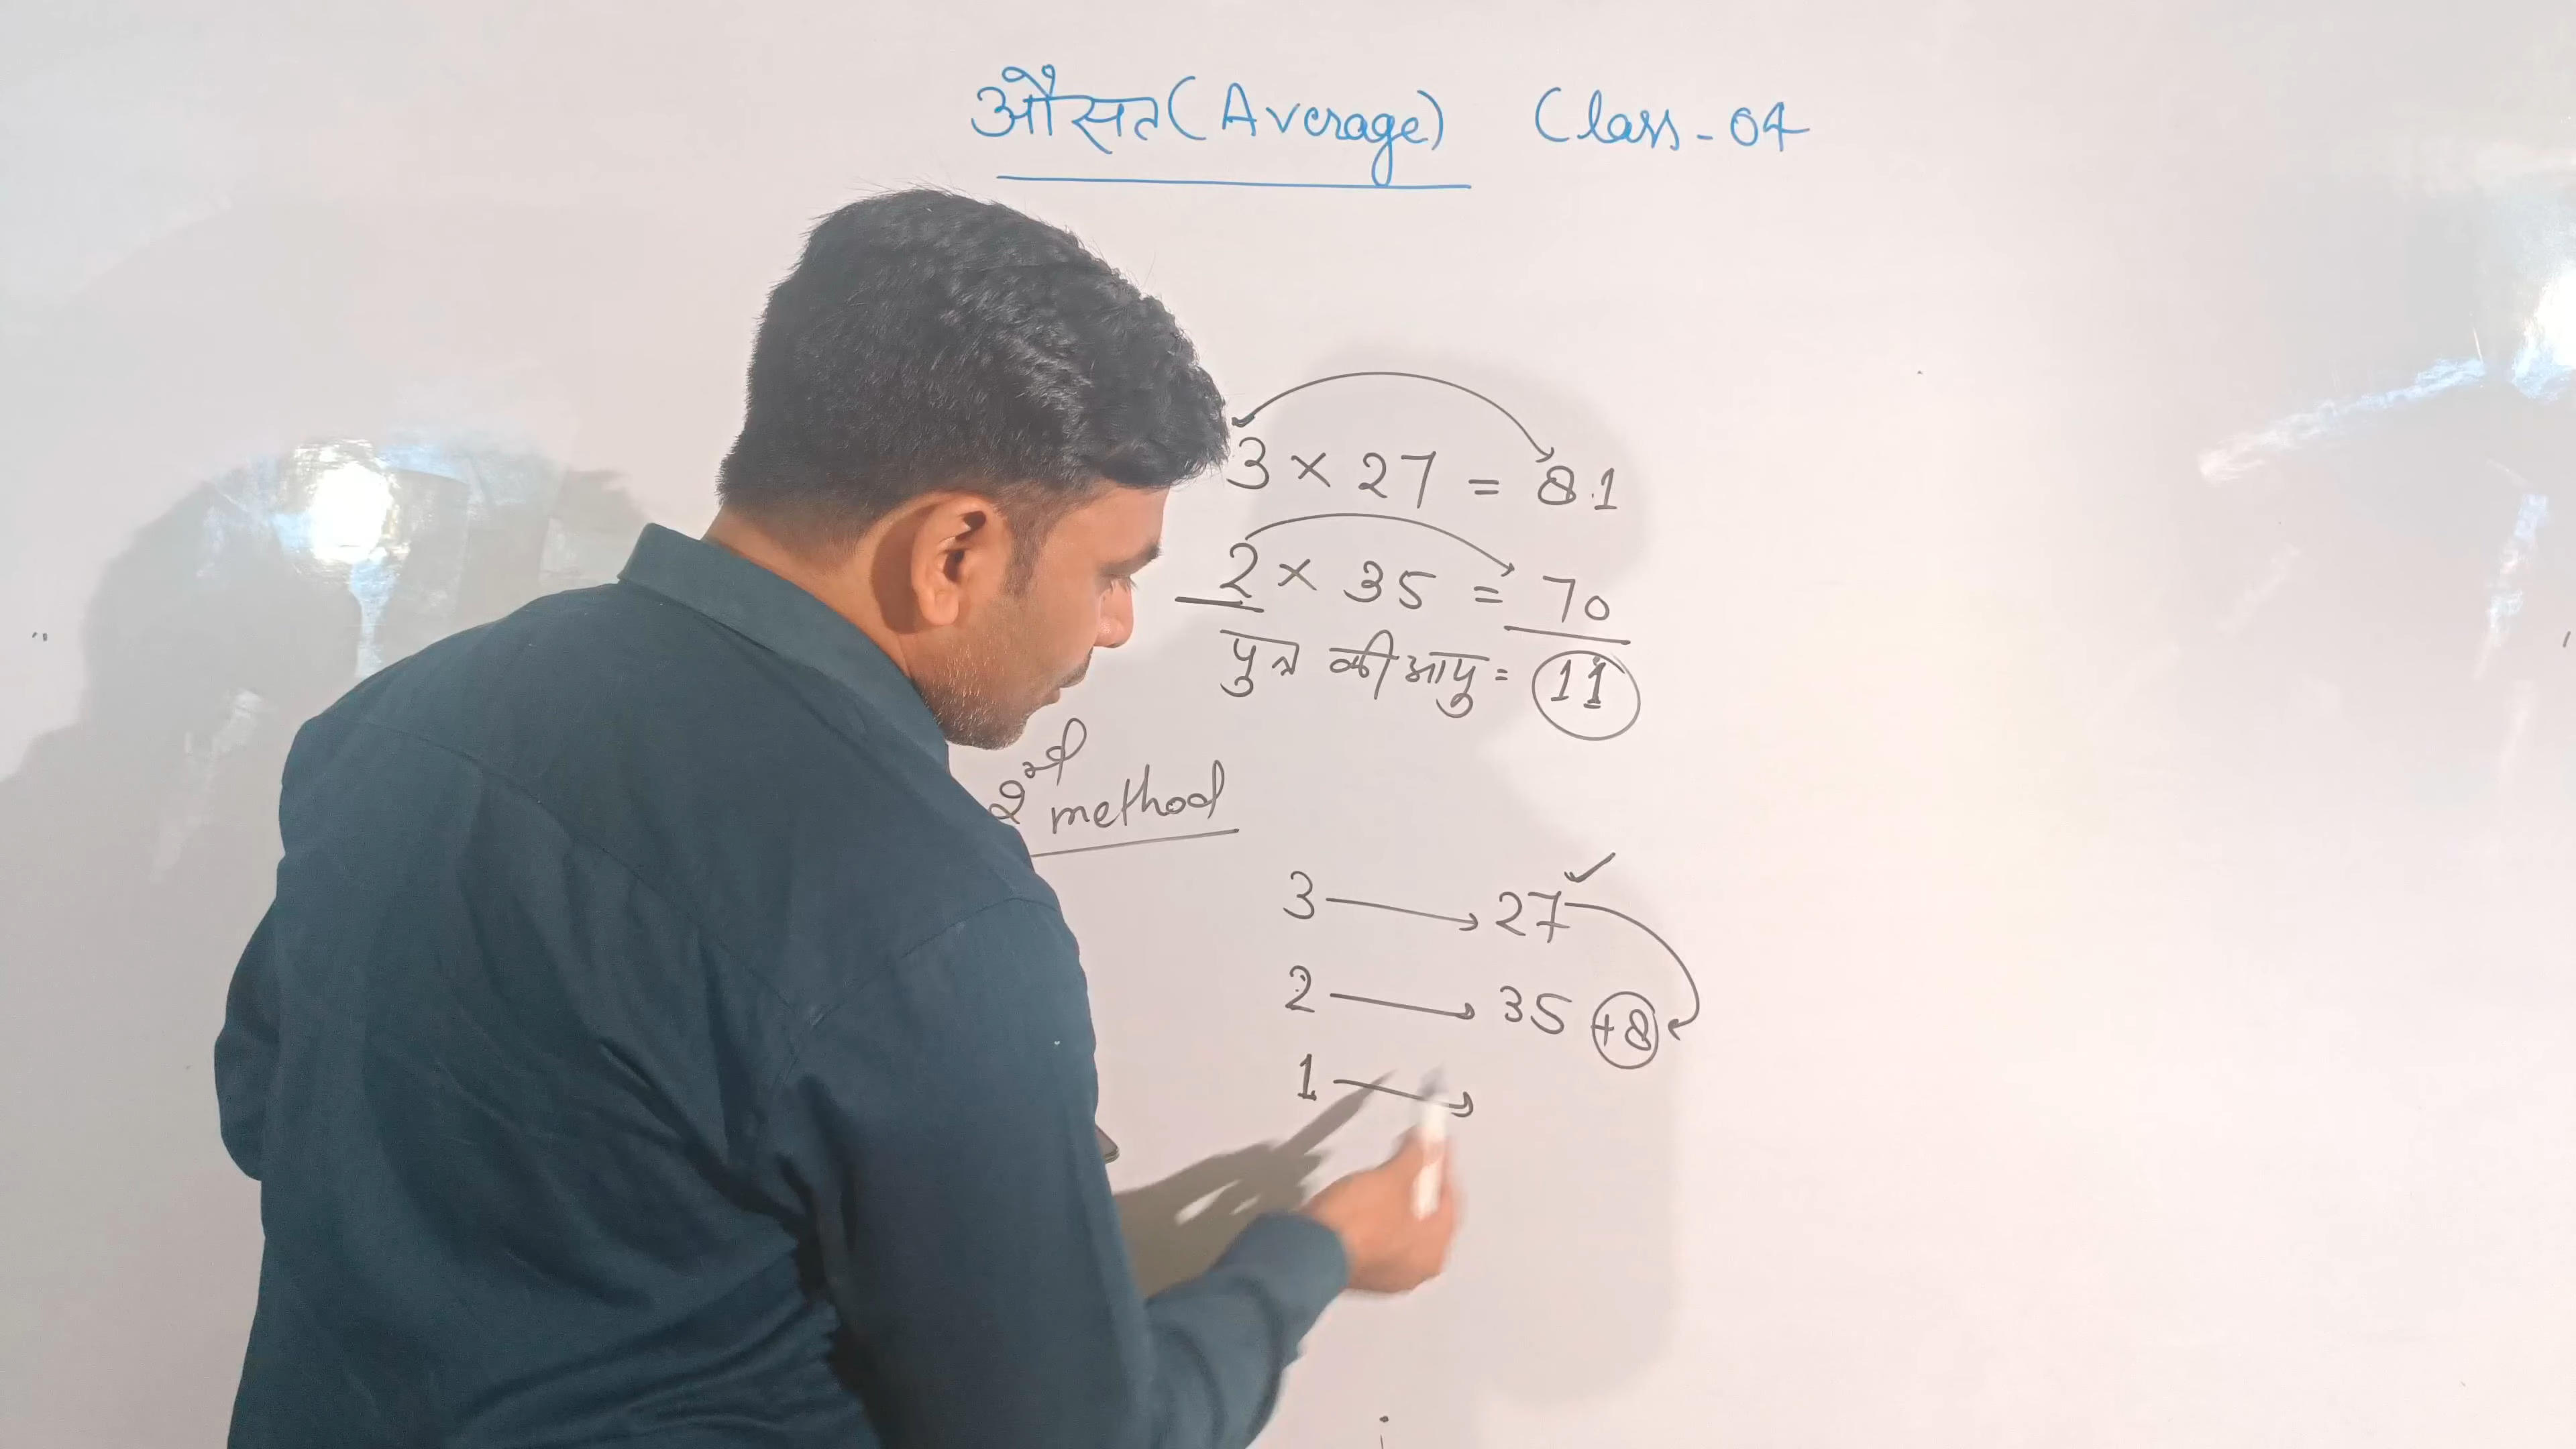 औसत (Average) Class-04
3 × 27 = 81
2 × 35 = 70
पुत्र की आयु = 11
2nd method
3 → 27 ✓
2 → 35 +8
1 →